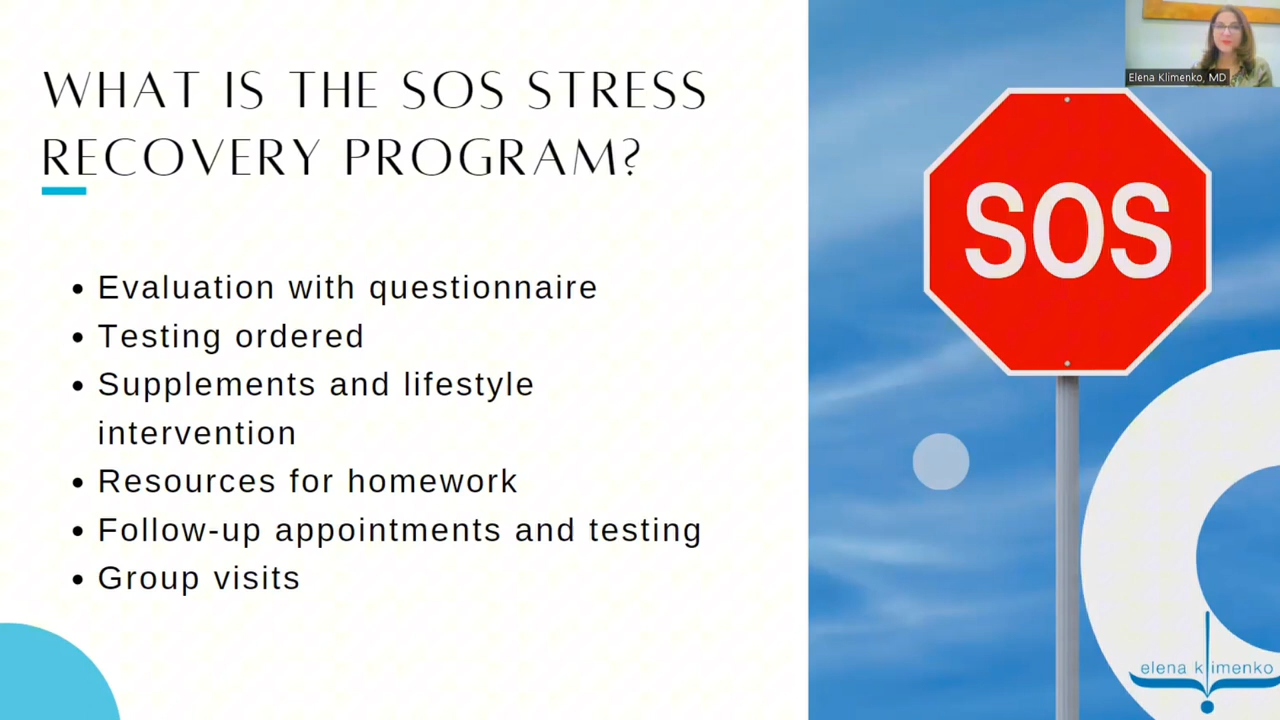 WHAT IS THE SOS STRESS
RECOVERY PROGRAM?
• Evaluation with questionnaire
• Testing ordered
• Supplements and lifestyle
intervention
• Resources for homework
• Follow-up appointments and testing
• Group visits
Elena Klimenko, MD
SOS
elena klimenko